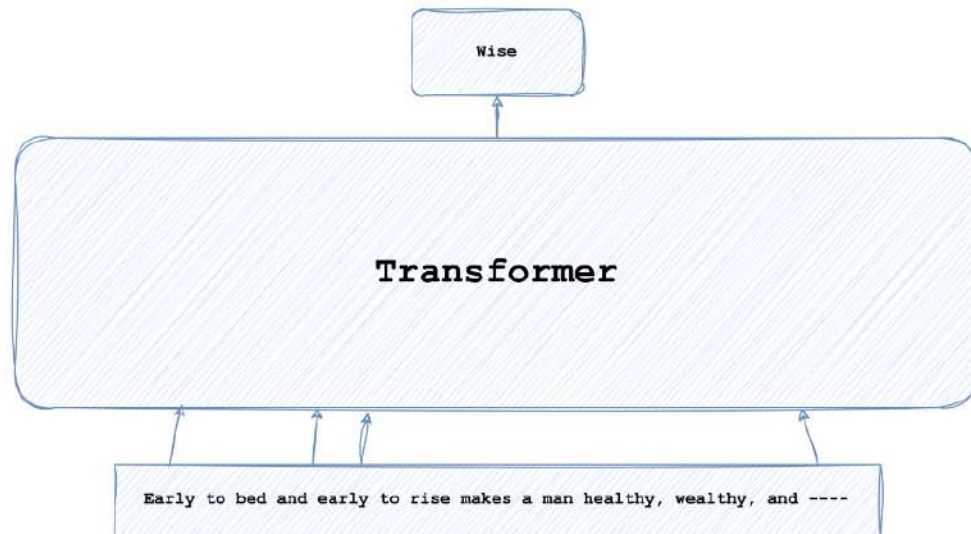 Wise
Transformer
Early to bed and early to rise makes a man healthy, wealthy, and ----